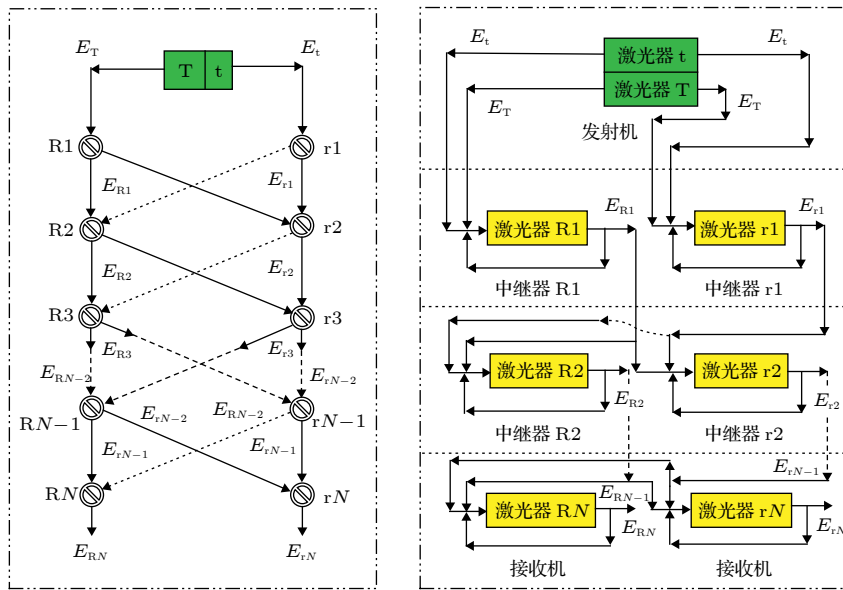 E_T
E_t
T t
R1
r1
E_R1
E_r1
R2
r2
E_R2
E_r2
R3
r3
E_R3
E_r3
E_RN−2
E_rN−2
E_rN−2
E_RN−2
RN−1
rN−1
E_rN−1
E_rN−1
RN
rN
E_RN
E_rN
E_t
激光器 t
E_t
激光器 T
E_T
E_T
发射机
E_R1
E_r1
激光器 R1
激光器 r1
中继器 R1
中继器 r1
激光器 R2
激光器 r2
E_R2
E_r2
中继器 R2
中继器 r2
E_rN−1
E_RN−1
激光器 RN
激光器 rN
E_RN
E_rN
接收机
接收机